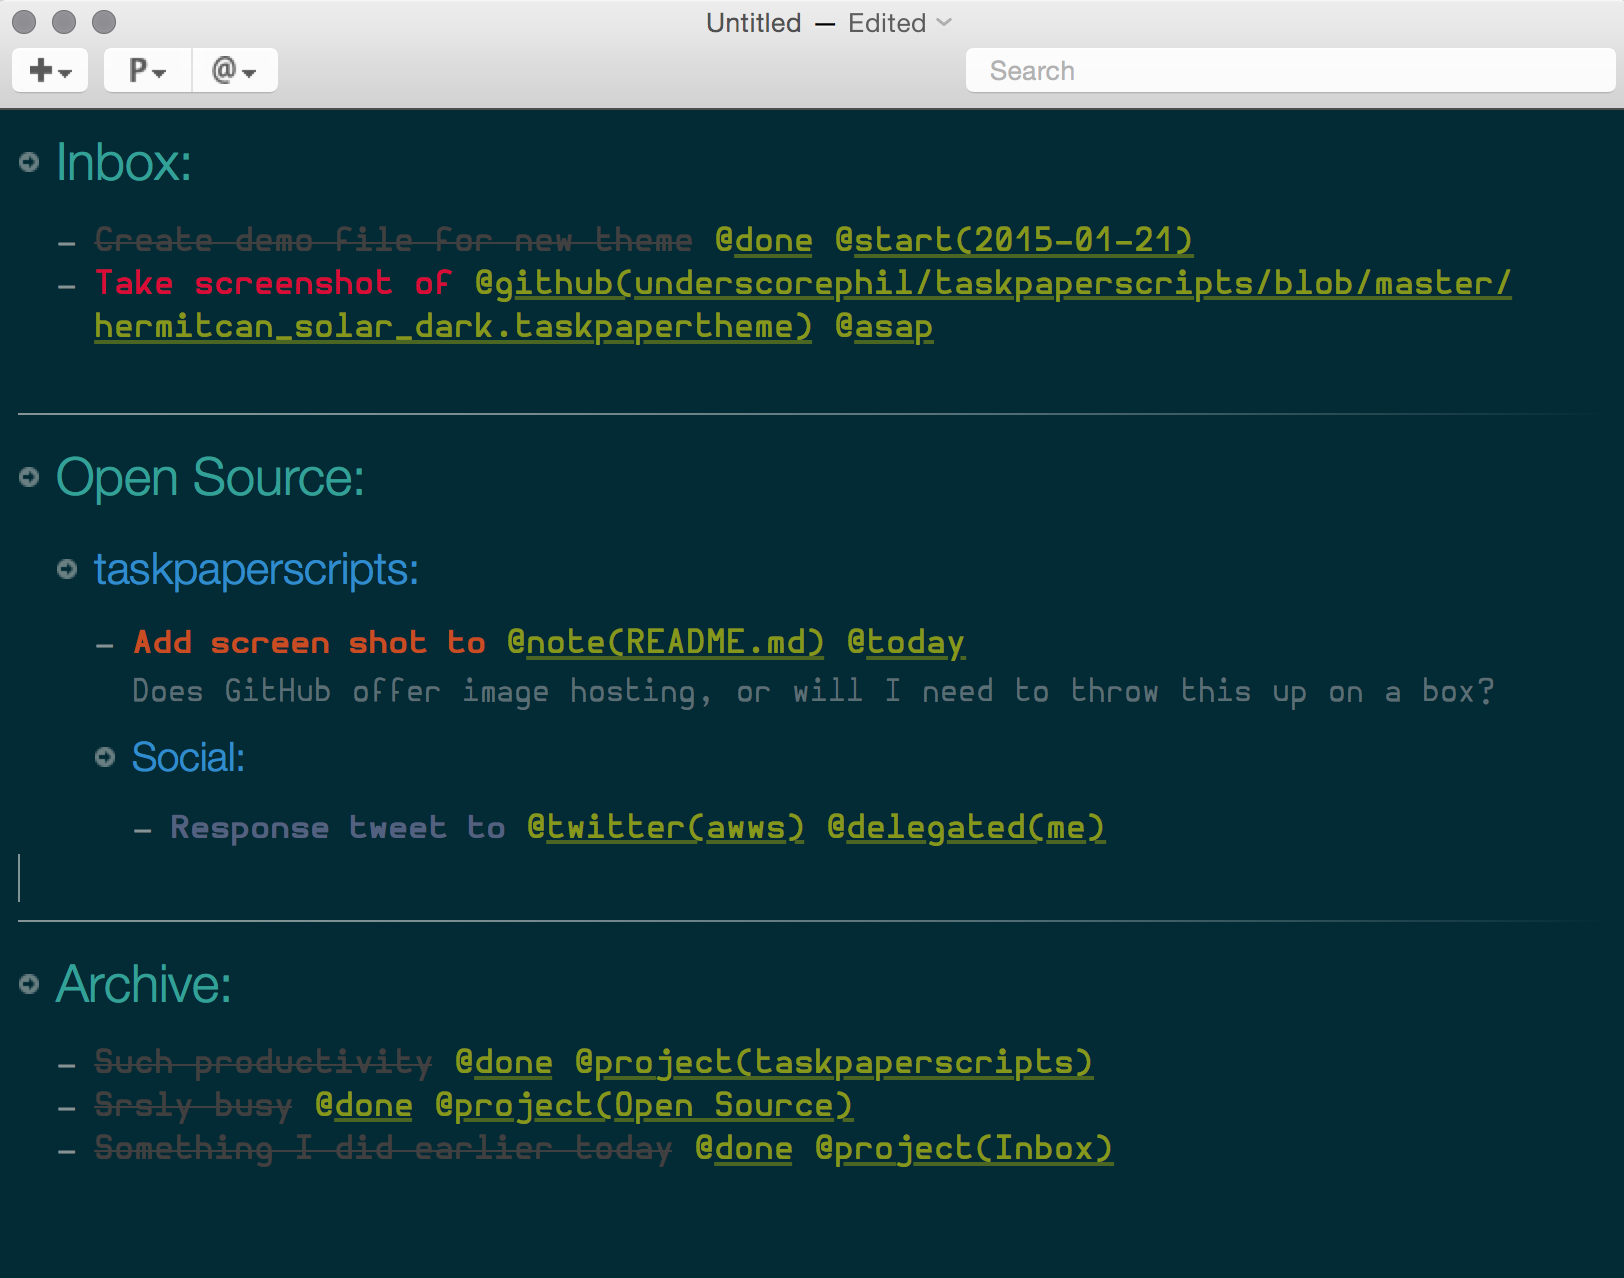 Untitled — Edited
P @ Search
Inbox:
– Create demo file for new theme @done @start(2015-01-21)
– Take screenshot of @github(underscorephil/taskpaperscripts/blob/master/
hermitcan_solar_dark.taskpapertheme) @asap
Open Source:
taskpaperscripts:
– Add screen shot to @note(README.md) @today
Does GitHub offer image hosting, or will I need to throw this up on a box?
Social:
– Response tweet to @twitter(awws) @delegated(me)
Archive:
– Such productivity @done @project(taskpaperscripts)
– Srsly busy @done @project(Open Source)
– Something I did earlier today @done @project(Inbox)